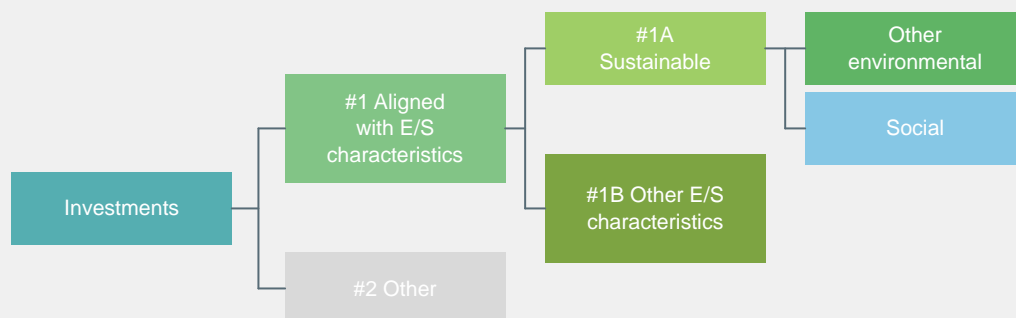 #1A
Sustainable
Other
environmental
#1 Aligned
with E/S
characteristics
Social
Investments
#1B Other E/S
characteristics
#2 Other